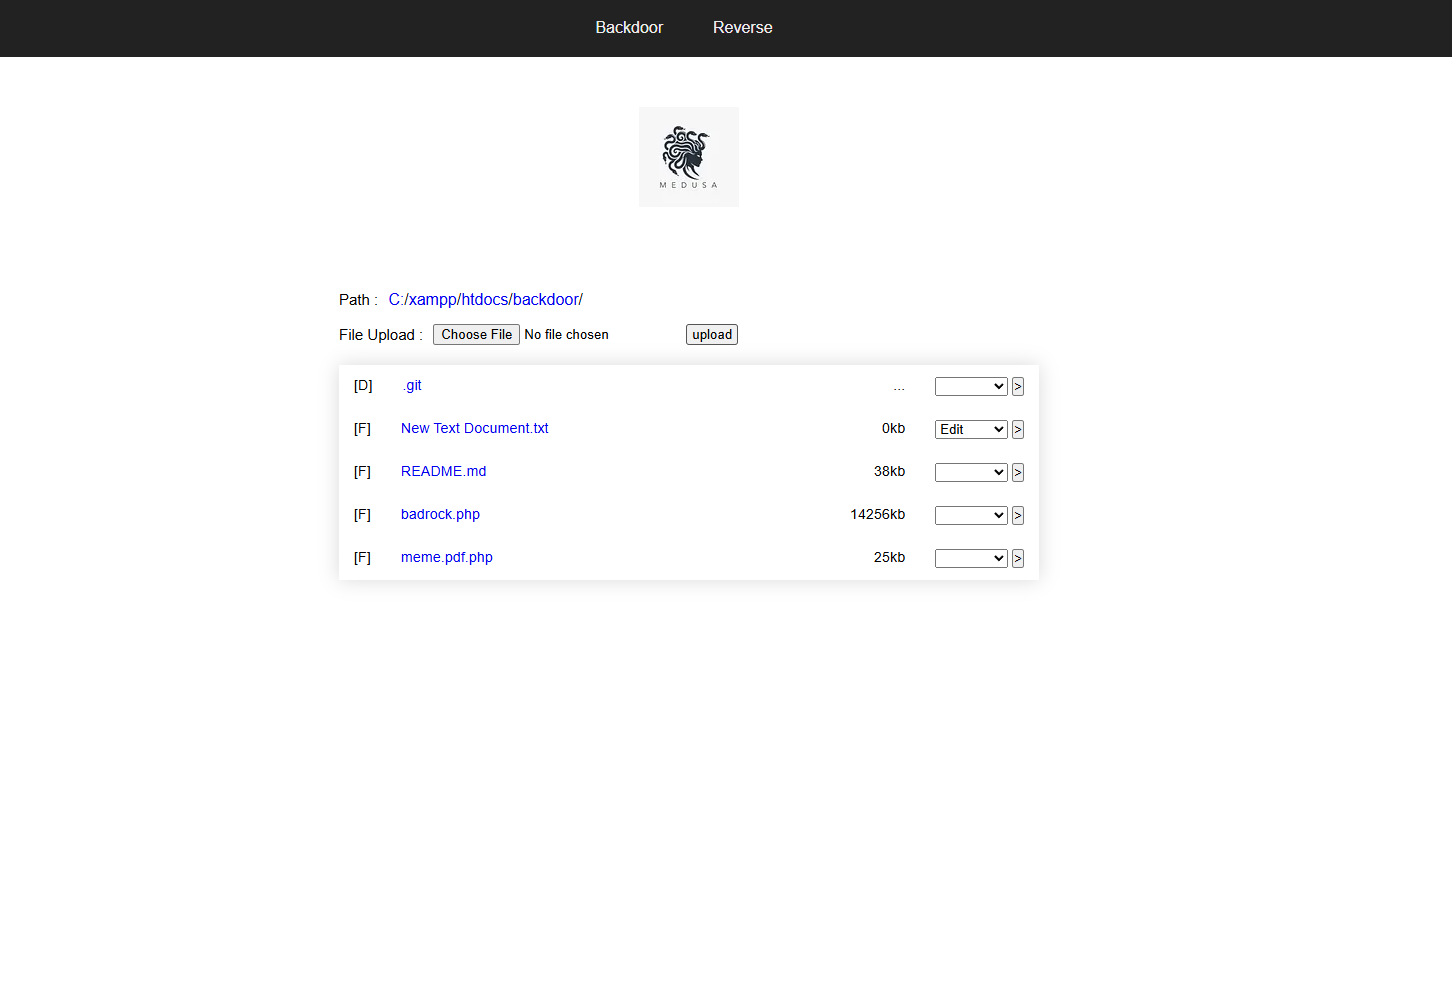 Backdoor Reverse
MEDUSA
Path : C:/xampp/htdocs/backdoor/
File Upload : Choose File No file chosen upload
[D] .git ... >
[F] New Text Document.txt 0kb Edit >
[F] README.md 38kb >
[F] badrock.php 14256kb >
[F] meme.pdf.php 25kb >